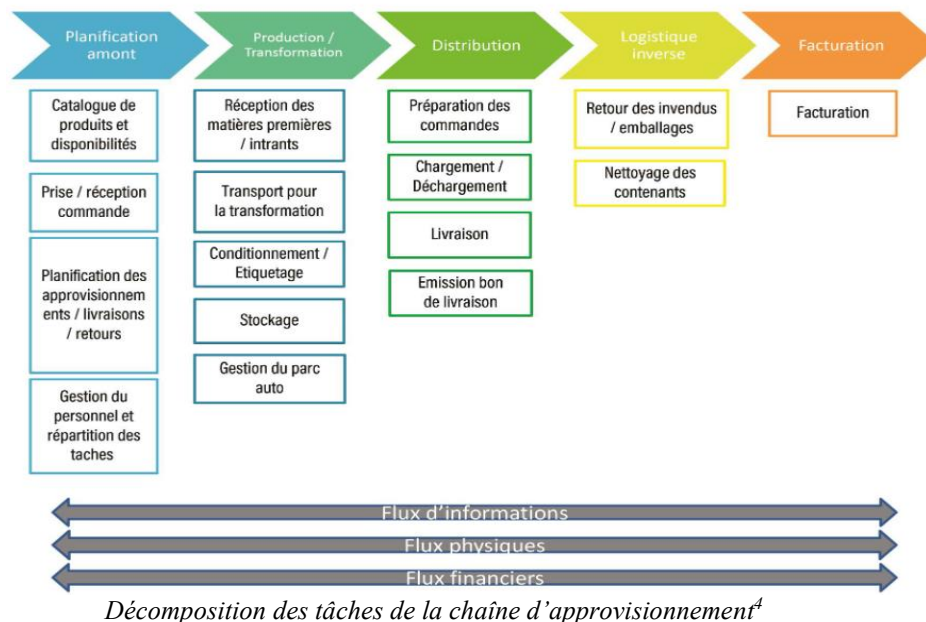 Planification
amont
Production /
Transformation
Distribution
Logistique
inverse
Facturation
Catalogue de
produits et
disponibilités
Prise / réception
commande
Planification des
approvisionnem
ents / livraisons
/ retours
Gestion du
personnel et
répartition des
taches
Réception des
matières premières
/ intrants
Transport pour
la transformation
Conditionnement /
Etiquetage
Stockage
Gestion du parc
auto
Préparation des
commandes
Chargement /
Déchargement
Livraison
Emission bon
de livraison
Retour des invendus
/ emballages
Nettoyage des
contenants
Facturation
Flux d'informations
Flux physiques
Flux financiers
Décomposition des tâches de la chaîne d'approvisionnement⁴